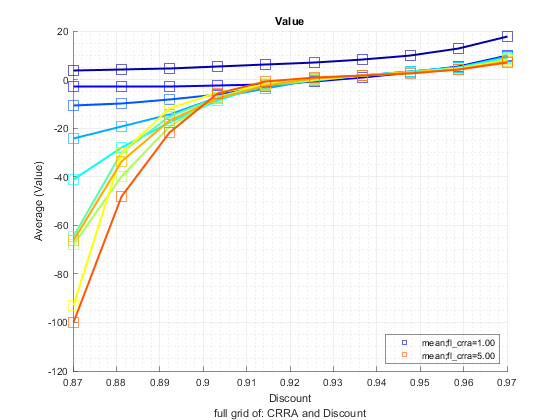 Value
20
0
-20
-40
-60
-80
-100
-120
Average (Value)
mean;fl_crra=1.00
mean;fl_crra=5.00
0.87 0.88 0.89 0.9 0.91 0.92 0.93 0.94 0.95 0.96 0.97
Discount
full grid of: CRRA and Discount